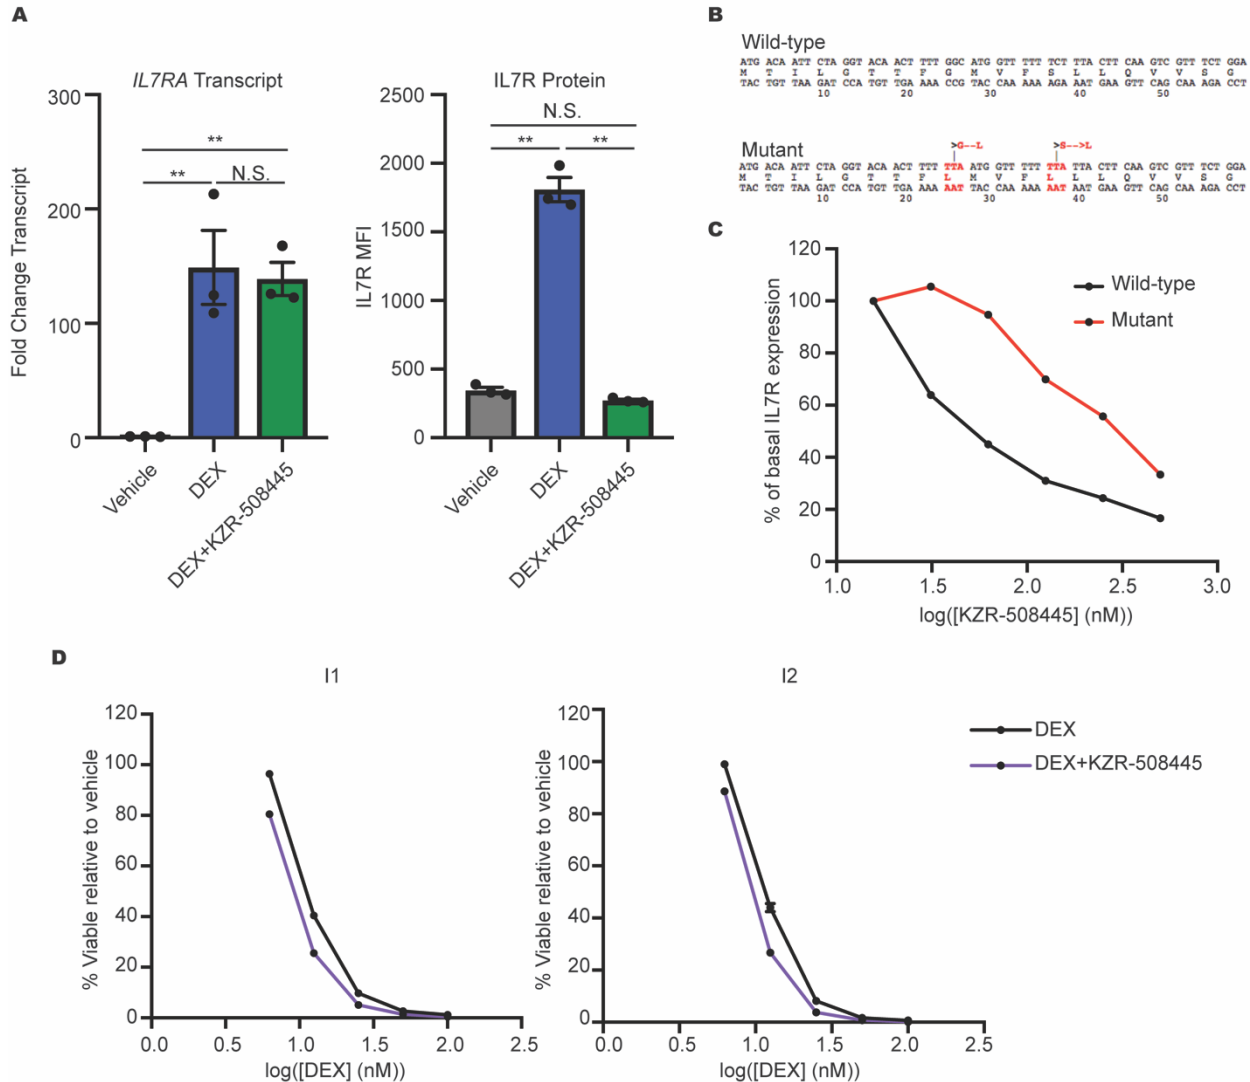 A
IL7RA Transcript
Fold Change Transcript
300
200
100
0
**
**
N.S.
Vehicle
DEX
DEX+KZR-508445
IL7R Protein
IL7R MFI
2500
2000
1500
1000
500
0
N.S.
**
**
Vehicle
DEX
DEX+KZR-508445
B
Wild-type
ATG ACA ATT CTA GGT ACA ACT TTT GGC ATG GTT TTT TCT TTA CTT CAA GTC GTT TCT GGA
M T I L G T T F G M V F S L L Q V V S G
TAC TGT TAA GAT CCA TGT TGA AAA CCG TAC CAA AAA AGA AAT GAA GTT CAG CAA AGA CCT
10 20 30 40 50
>G--L >S-->L
Mutant
ATG ACA ATT CTA GGT ACA ACT TTT TTA ATG GTT TTT TTA TTA CTT CAA GTC GTT TCT GGA
M T I L G T T F L M V F L L L Q V V S G
TAC TGT TAA GAT CCA TGT TGA AAA AAT TAC CAA AAA AAT AAT GAA GTT CAG CAA AGA CCT
10 20 30 40 50
C
% of basal IL7R expression
120
100
80
60
40
20
0
Wild-type
Mutant
1.0 1.5 2.0 2.5 3.0
log([KZR-508445] (nM))
D
I1
% Viable relative to vehicle
120
100
80
60
40
20
0
0.0 0.5 1.0 1.5 2.0 2.5
log([DEX] (nM))
I2
% Viable relative to vehicle
120
100
80
60
40
20
0
0.0 0.5 1.0 1.5 2.0 2.5
log([DEX] (nM))
DEX
DEX+KZR-508445